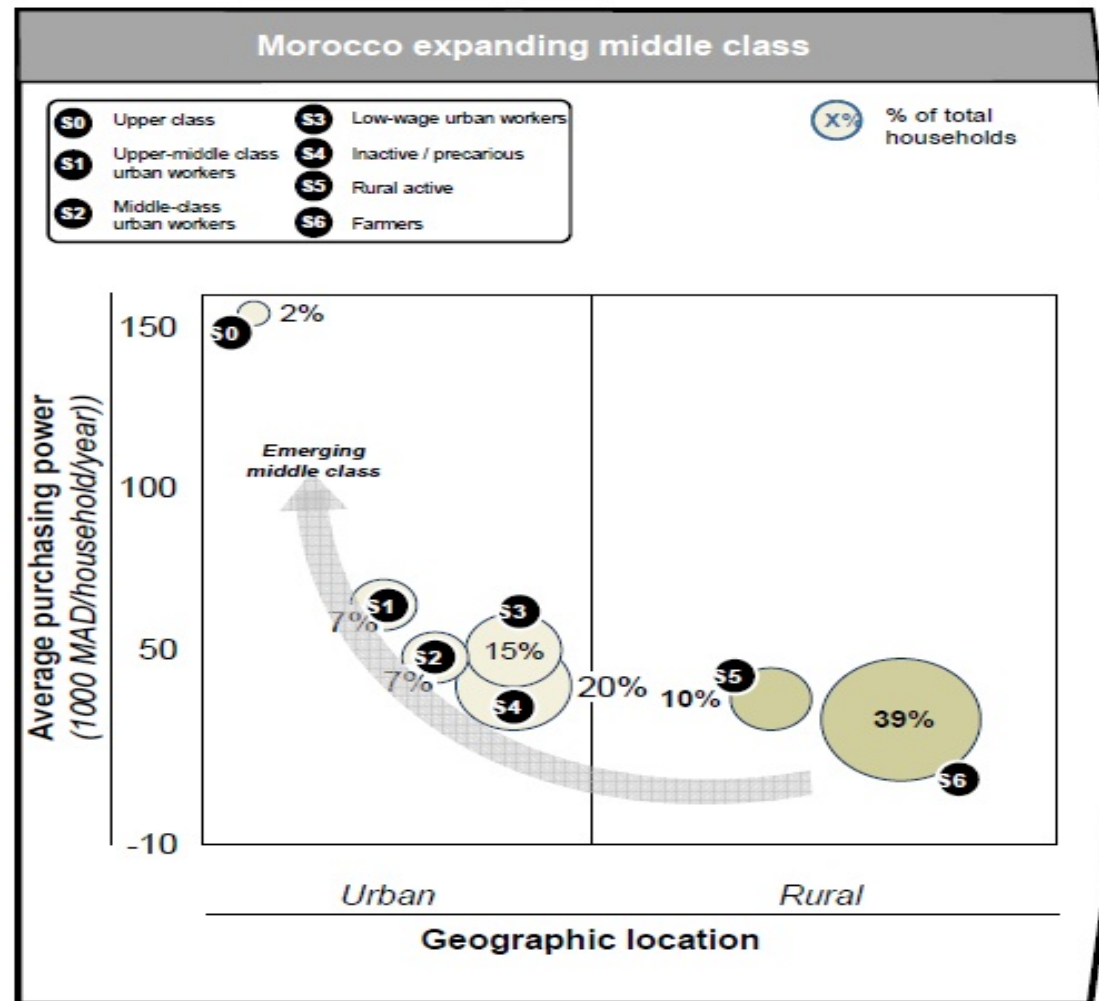 Morocco expanding middle class
S0 Upper class
S1 Upper-middle class
urban workers
S2 Middle-class
urban workers
S3 Low-wage urban workers
S4 Inactive / precarious
S5 Rural active
S6 Farmers
X% % of total
households
Average purchasing power
(1000 MAD/household/year))
150
100
50
-10
S0 2%
Emerging
middle class
S1
7%
S2
7%
S3
15%
S4
20%
S5
10%
39%
S6
Urban
Rural
Geographic location